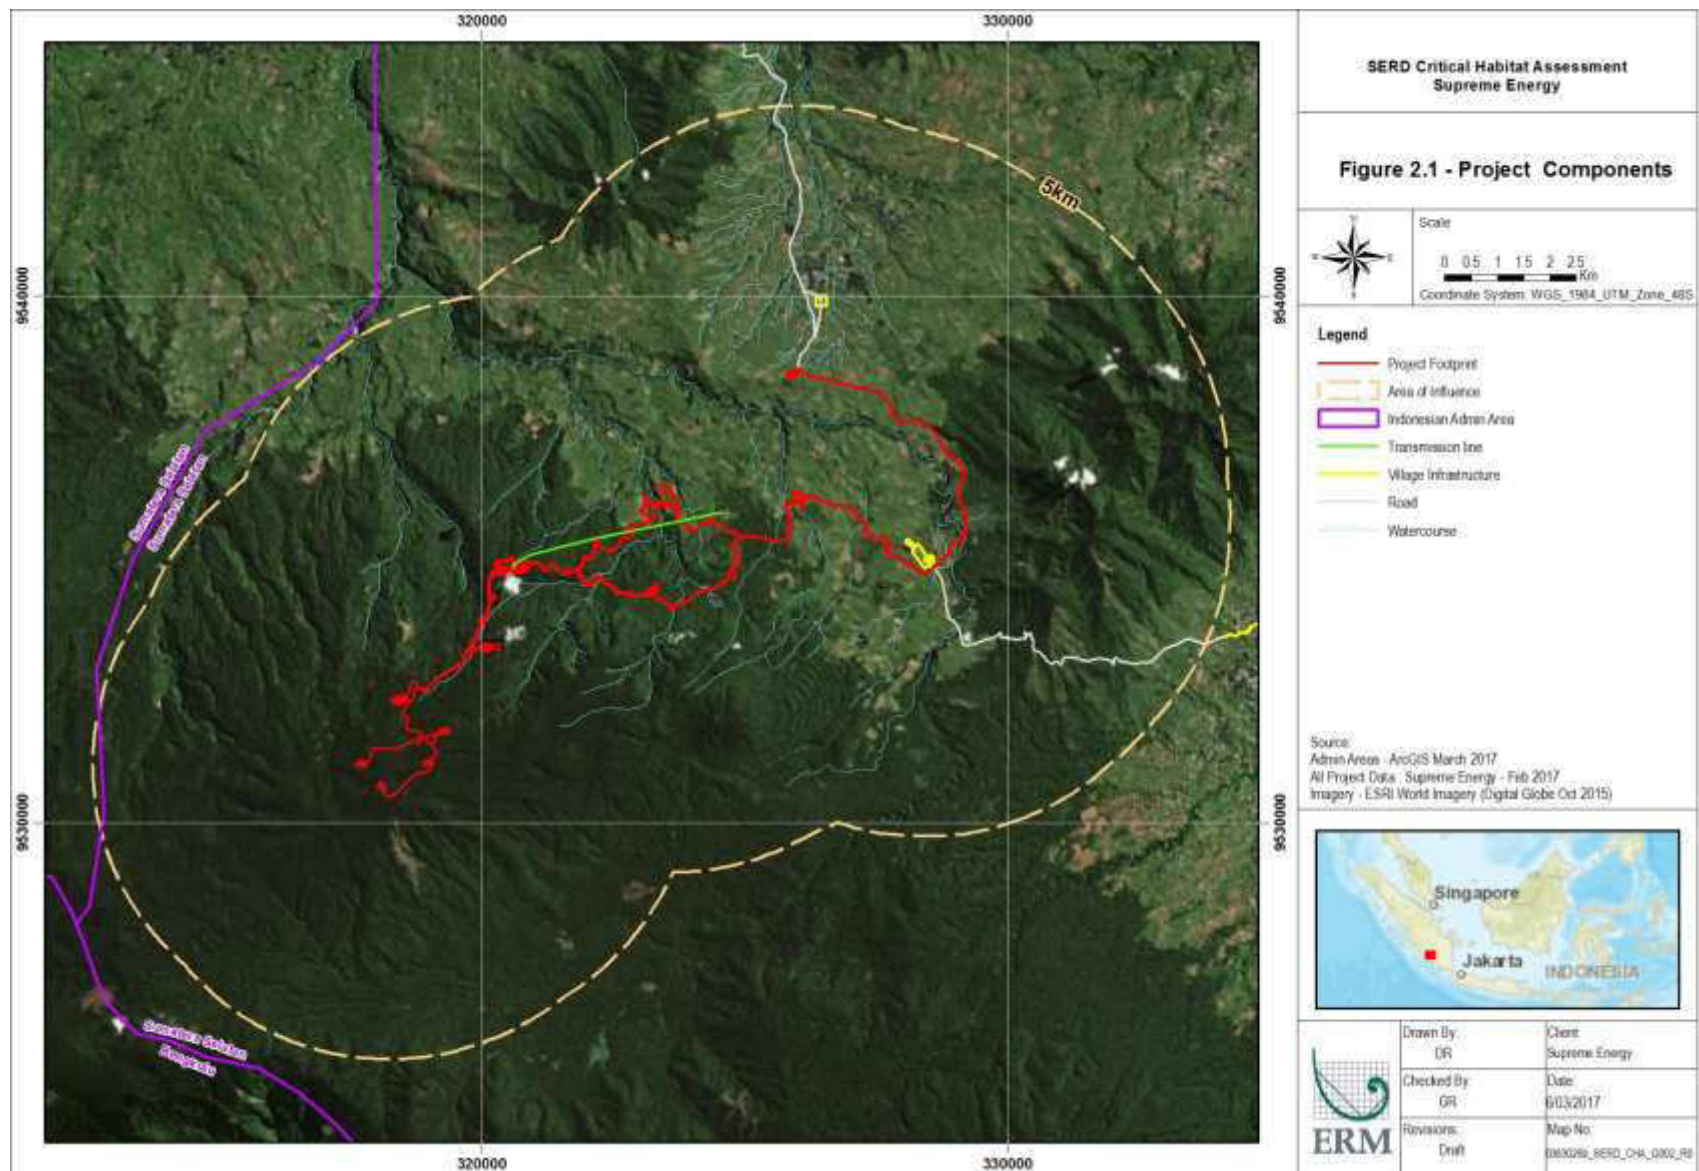 320000
330000
9540000
9540000
9530000
9530000
320000
330000
5km
Sumatera Selatan
Sumatera Selatan
Sumatera Selatan
Bengkulu
SERD Critical Habitat Assessment
Supreme Energy
Figure 2.1 - Project Components
N
W
E
S
Scale
0 0.5 1 1.5 2 2.5
Km
Coordinate System: WGS_1984_UTM_Zone_48S
Legend
Project Footprint
Area of Influence
Indonesian Admin Area
Transmission line
Village Infrastructure
Road
Watercourse
Source:
Admin Areas - ArcGIS March 2017
All Project Data : Supreme Energy - Feb 2017
Imagery - ESRI World Imagery (Digital Globe Oct 2015)
Singapore
Jakarta
INDONESIA
ERM
Drawn By:
DR
Client:
Supreme Energy
Checked By:
GR
Date:
6/03/2017
Revisions:
Draft
Map No: